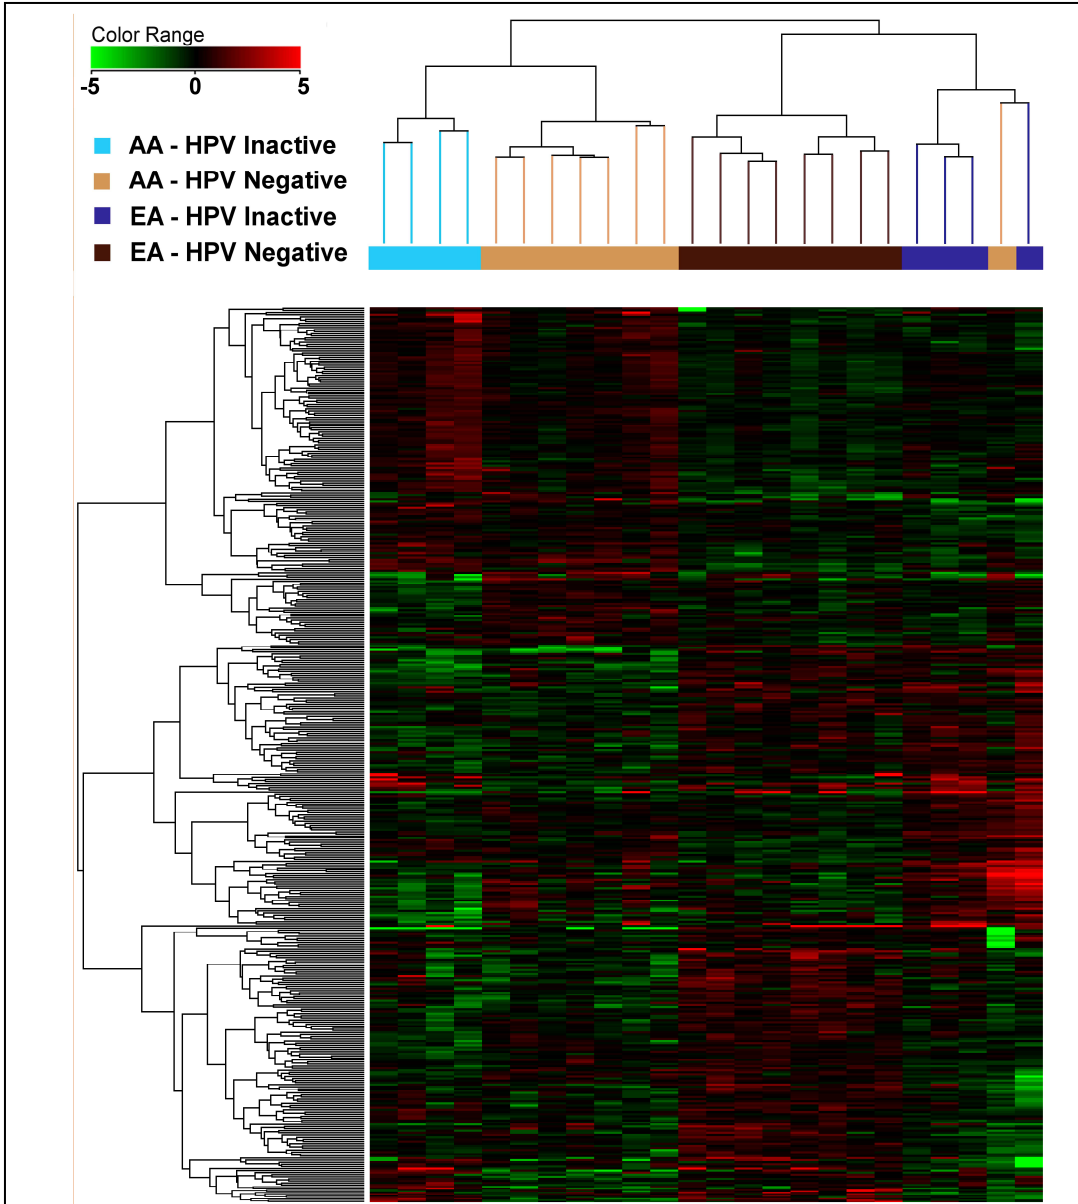 Color Range
-5 0 5
AA - HPV Inactive
AA - HPV Negative
EA - HPV Inactive
EA - HPV Negative